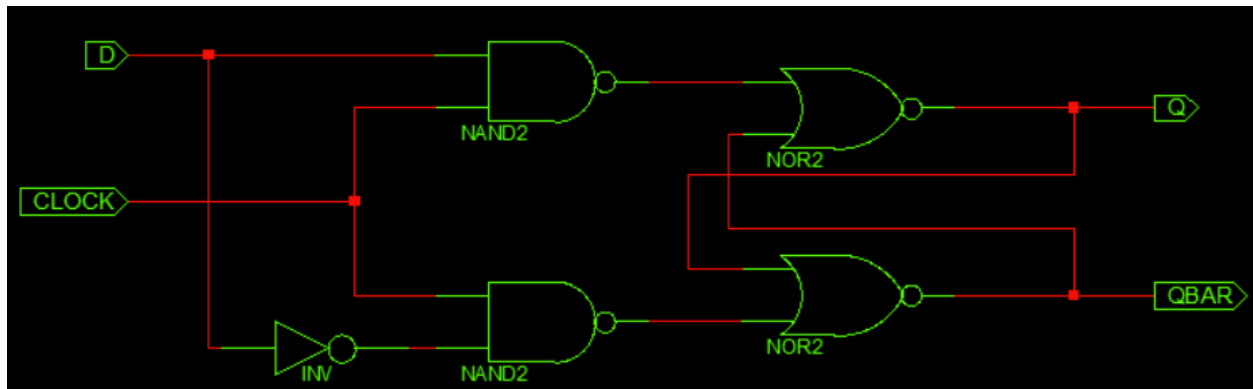 D
NAND2
NOR2
Q
CLOCK
INV
NAND2
NOR2
QBAR